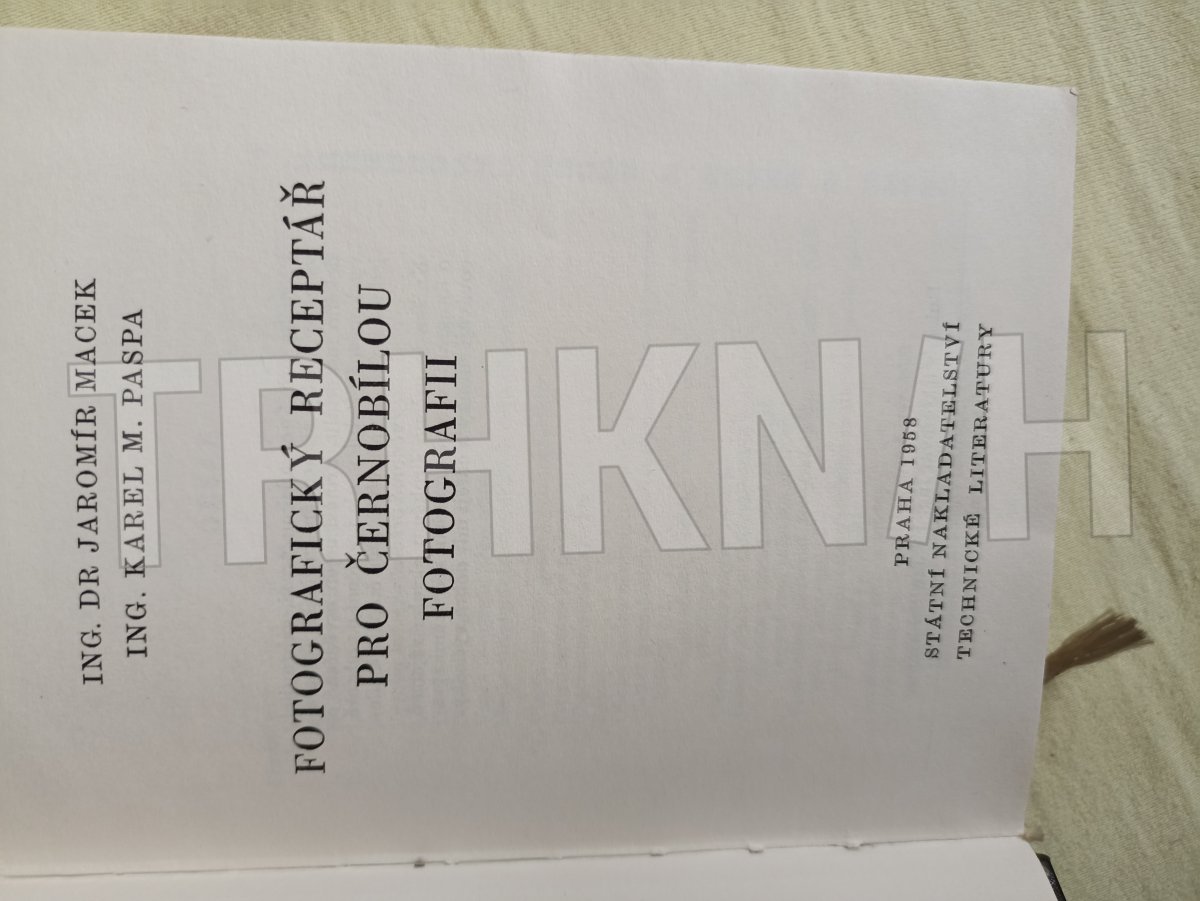 ING. DR JAROMÍR MACEK
ING. KAREL M. PASPA
FOTOGRAFICKÝ RECEPTÁŘ
PRO ČERNOBÍLOU
FOTOGRAFII
PRAHA 1958
STÁTNÍ NAKLADATELSTVÍ
TECHNICKÉ LITERATURY
TRHKNIH